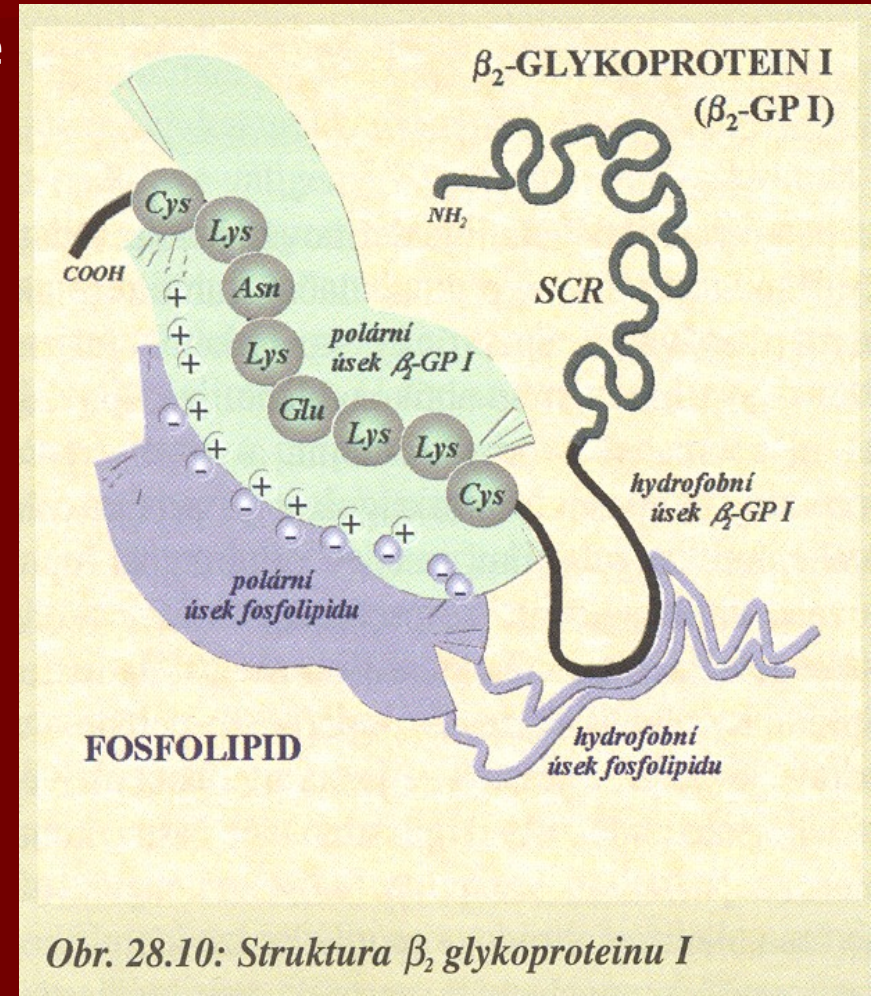 e
β₂-GLYKOPROTEIN I
(β₂-GP I)
NH₂
SCR
Cys
Lys
Asn
Lys
Glu
Lys
Lys
Cys
COOH
polární
úsek β₂-GP I
+
+
+
+
+
+
+
+
+
-
-
-
-
-
-
-
-
hydrofobní
úsek β₂-GP I
polární
úsek fosfolipidu
FOSFOLIPID
hydrofobní
úsek fosfolipidu
Obr. 28.10: Struktura β₂ glykoproteinu I